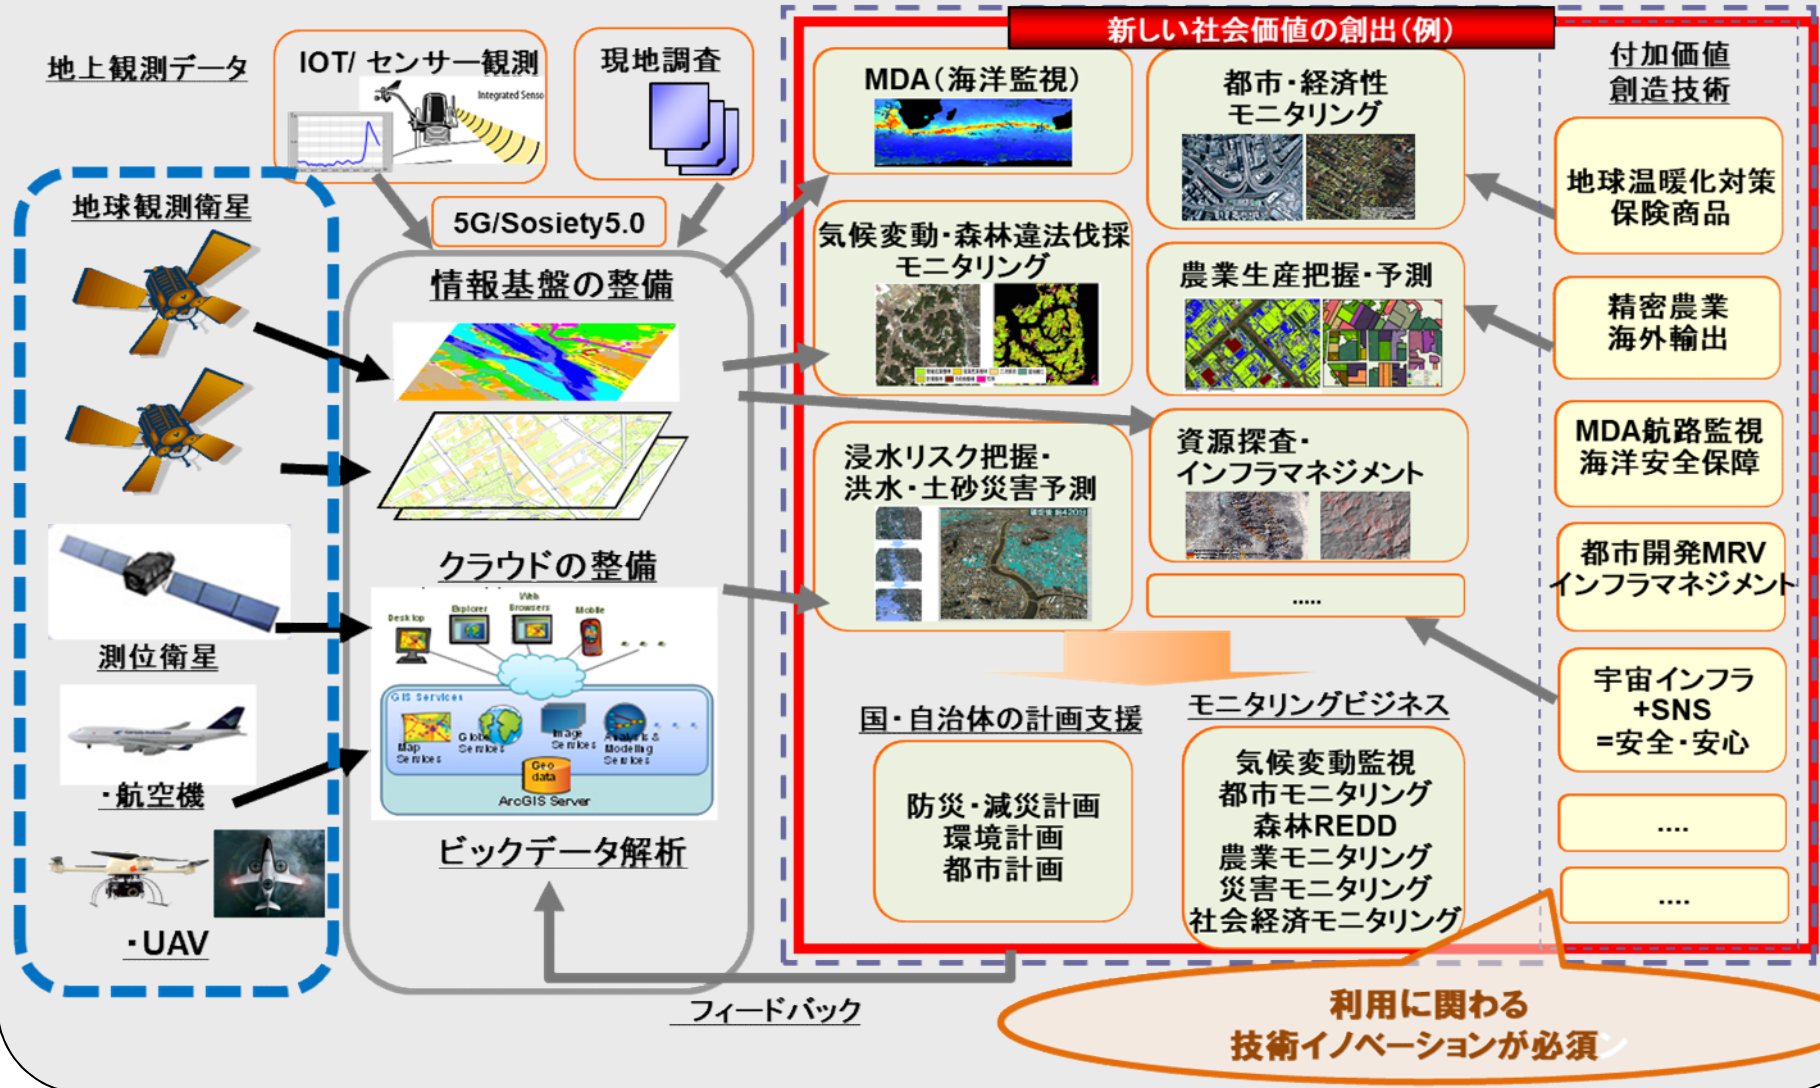 新しい社会価値の創出(例)
地上観測データ
IOT/ センサー観測
Integrated Senso
現地調査
5G/Sosiety5.0
地球観測衛星
測位衛星
・航空機
・UAV
情報基盤の整備
クラウドの整備
Desktop
Explorer
Web
Browsers
Mobile
GIS Services
Map
Services
Globe
Services
Image
Services
Analysis &
Modeling
Services
Geo
data
ArcGIS Server
ビックデータ解析
フィードバック
MDA(海洋監視)
都市・経済性
モニタリング
気候変動・森林違法伐採
モニタリング
農業生産把握・予測
浸水リスク把握・
洪水・土砂災害予測
資源探査・
インフラマネジメント
.....
国・自治体の計画支援
防災・減災計画
環境計画
都市計画
モニタリングビジネス
気候変動監視
都市モニタリング
森林REDD
農業モニタリング
災害モニタリング
社会経済モニタリング
付加価値
創造技術
地球温暖化対策
保険商品
精密農業
海外輸出
MDA航路監視
海洋安全保障
都市開発MRV
インフラマネジメント
宇宙インフラ
+SNS
=安全・安心
....
....
利用に関わる
技術イノベーションが必須